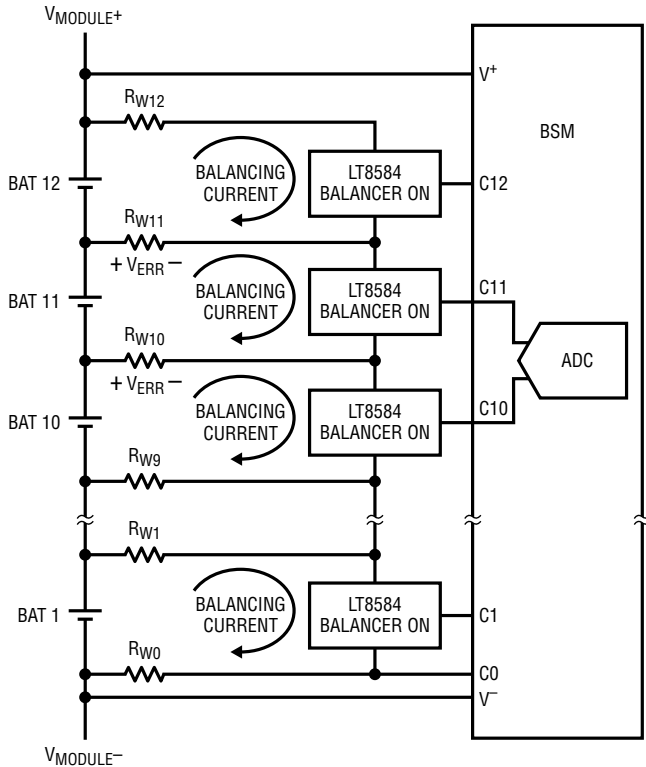 VMODULE+
V+
RW12
BSM
BALANCING
CURRENT
LT8584
BALANCER ON
BAT 12
C12
RW11
+ VERR –
BALANCING
CURRENT
LT8584
BALANCER ON
C11
BAT 11
ADC
RW10
+ VERR –
BALANCING
CURRENT
LT8584
BALANCER ON
C10
BAT 10
RW9
RW1
BALANCING
CURRENT
LT8584
BALANCER ON
BAT 1
C1
RW0
C0
V–
VMODULE–